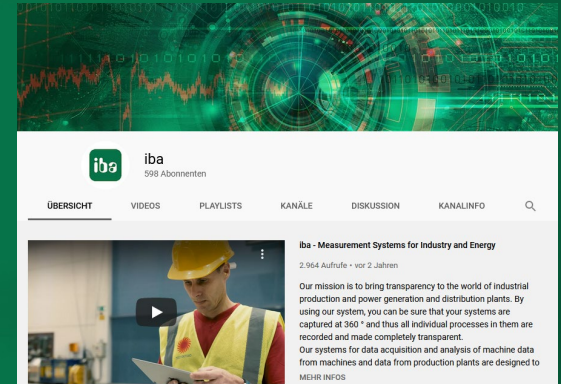 iba
iba
598 Abonnenten
ÜBERSICHT VIDEOS PLAYLISTS KANÄLE DISKUSSION KANALINFO
iba - Measurement Systems for Industry and Energy
2.964 Aufrufe • vor 2 Jahren
Our mission is to bring transparency to the world of industrial
production and power generation and distribution plants. By
using our system, you can be sure that your systems are
captured at 360 ° and thus all individual processes in them are
recorded and made completely transparent.
Our systems for data acquisition and analysis of machine data
from machines and data from production plants are designed to
MEHR INFOS